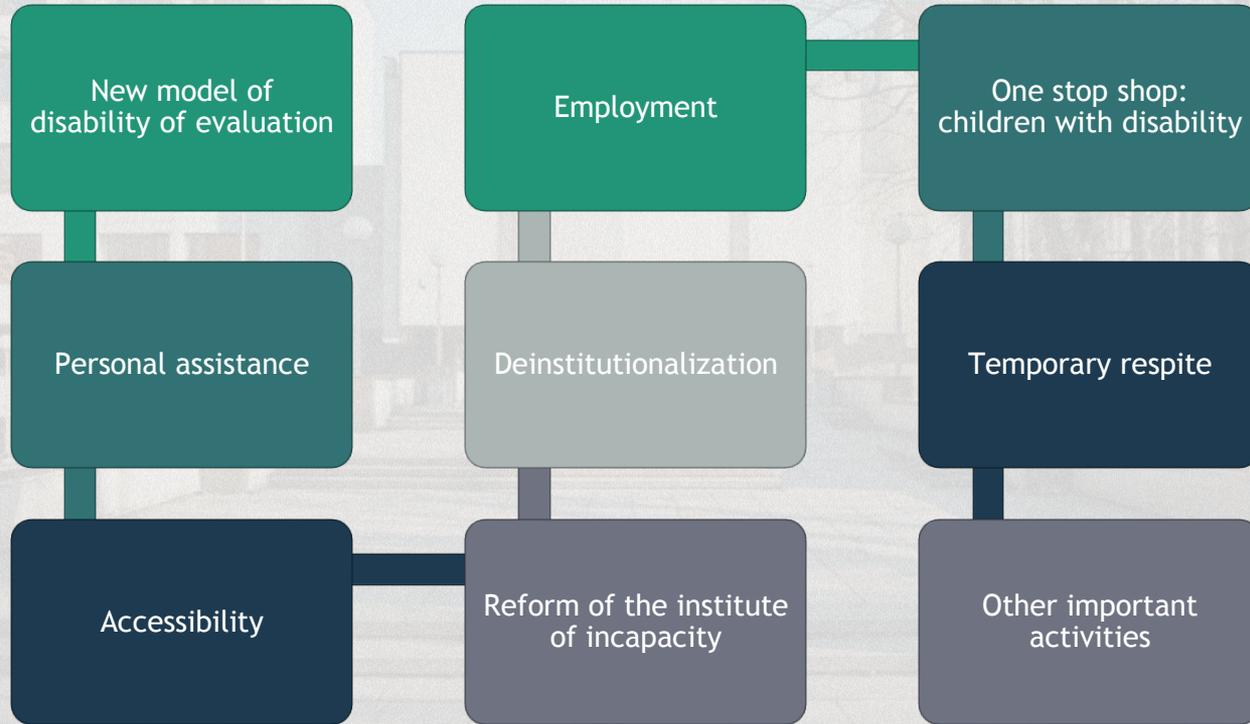 New model of
disability of evaluation
Personal assistance
Accessibility
Reform of the institute
of incapacity
Deinstitutionalization
Employment
One stop shop:
children with disability
Temporary respite
Other important
activities